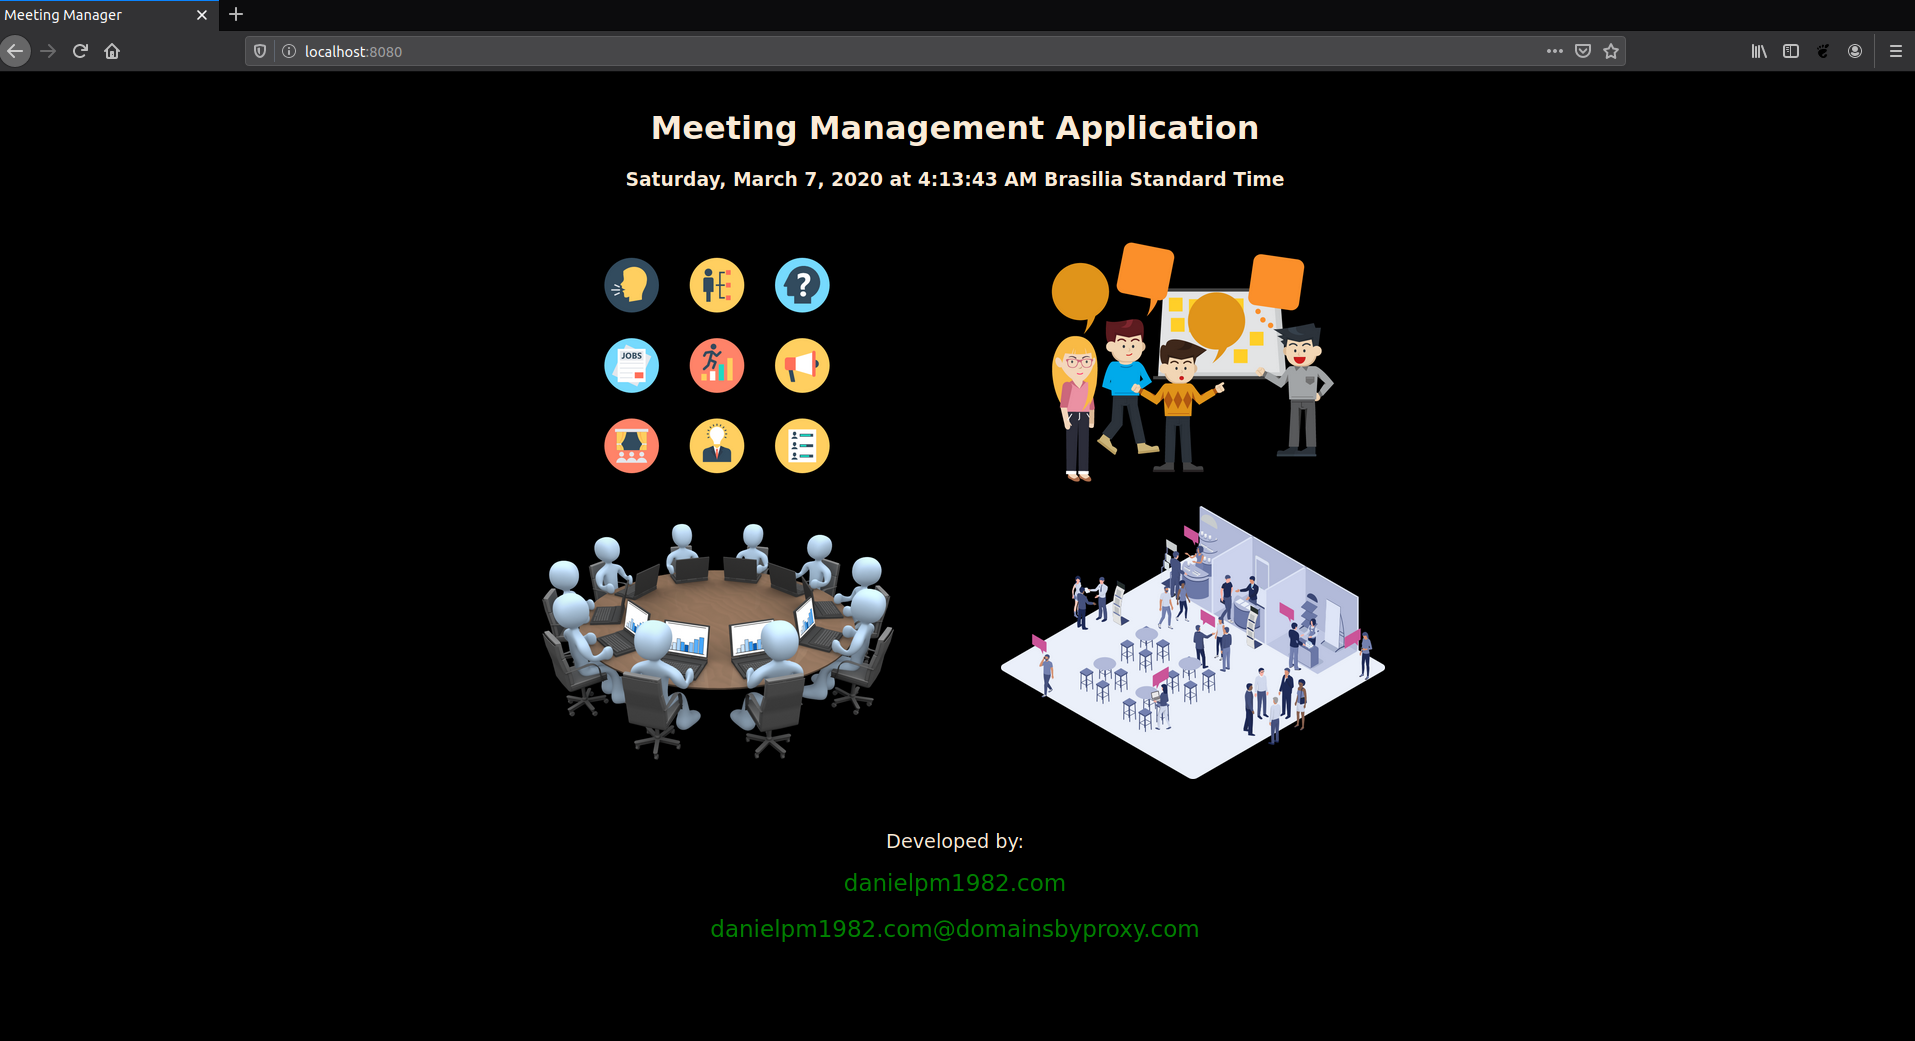 Meeting Manager
localhost:8080
Meeting Management Application
Saturday, March 7, 2020 at 4:13:43 AM Brasilia Standard Time
?
JOBS
Developed by:
danielpm1982.com
danielpm1982.com@domainsbyproxy.com